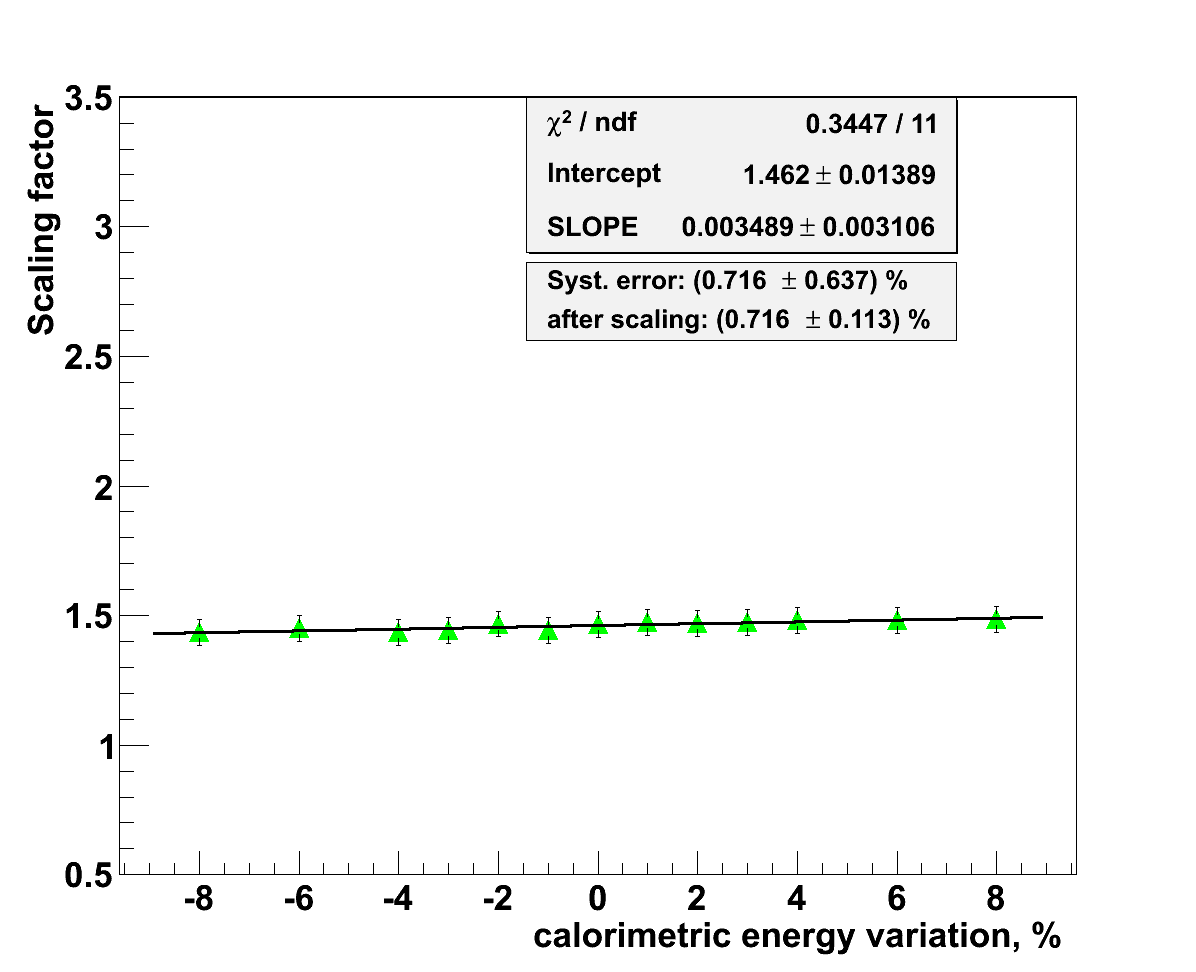 Scaling factor
3.5
3
2.5
2
1.5
1
0.5
χ² / ndf 0.3447 / 11
Intercept 1.462 ± 0.01389
SLOPE 0.003489 ± 0.003106
Syst. error: (0.716 ± 0.637) %
after scaling: (0.716 ± 0.113) %
-8 -6 -4 -2 0 2 4 6 8
calorimetric energy variation, %